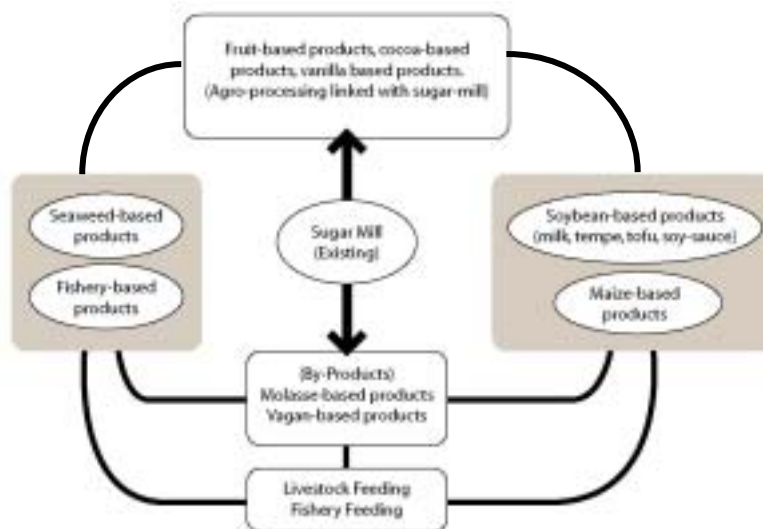 Fruit-based products, cocoa-based
products, vanilla based products.
(Agro-processing linked with sugar-mill)
Seaweed-based
products
Fishery-based
products
Sugar Mill
(Existing)
Soybean-based products
(milk, tempe, tofu, soy-sauce)
Maize-based
products
(By-Products)
Molasse-based products
Vagan-based products
Livestock Feeding
Fishery Feeding